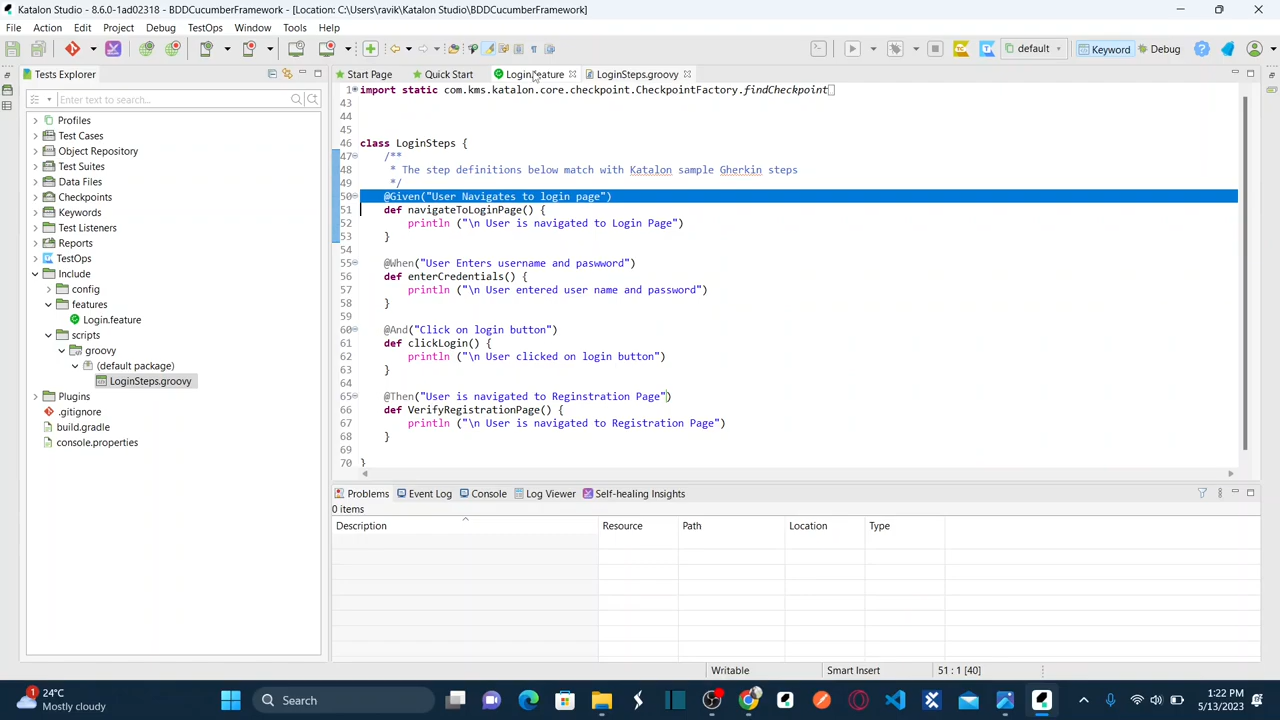 Katalon Studio - 8.6.0-1ad02318 - BDDCucumberFramework - [Location: C:\Users\ravik\Katalon Studio\BDDCucumberFramework]
File Action Edit Project Debug TestOps Window Tools Help
default Keyword Debug
Tests Explorer
Start Page Quick Start Login.feature LoginSteps.groovy
Enter text to search...
Profiles
Test Cases
Object Repository
Test Suites
Data Files
Checkpoints
Keywords
Test Listeners
Reports
TestOps
Include
config
features
Login.feature
scripts
groovy
(default package)
LoginSteps.groovy
Plugins
.gitignore
build.gradle
console.properties
1 import static com.kms.katalon.core.checkpoint.CheckpointFactory.findCheckpoint
43
44
45
46 class LoginSteps {
47 /**
48 * The step definitions below match with Katalon sample Gherkin steps
49 */
50 @Given("User Navigates to login page")
51 def navigateToLoginPage() {
52 println ("\n User is navigated to Login Page")
53 }
54
55 @When("User Enters username and paswword")
56 def enterCredentials() {
57 println ("\n User entered user name and password")
58 }
59
60 @And("Click on login button")
61 def clickLogin() {
62 println ("\n User clicked on login button")
63 }
64
65 @Then("User is navigated to Reginstration Page")
66 def VerifyRegistrationPage() {
67 println ("\n User is navigated to Registration Page")
68 }
69
70 }
Problems Event Log Console Log Viewer Self-healing Insights
0 items
Description Resource Path Location Type
Writable Smart Insert 51 : 1 [40]
1
24°C
Mostly cloudy
Search
1:22 PM
5/13/2023